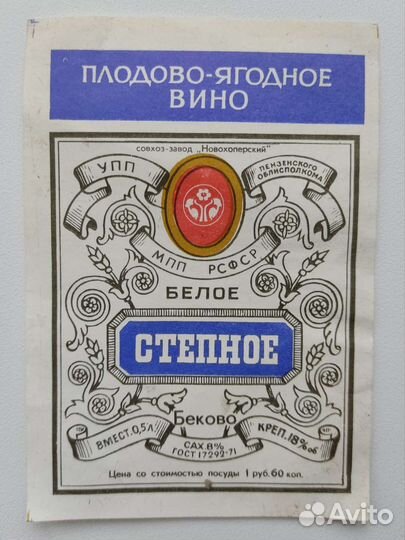 ПЛОДОВО-ЯГОДНОЕ
ВИНО
совхоз-завод „Новохоперский"
УПП
ПЕНЗЕНСКОГО
ОБЛИСПОЛКОМА
МПП РСФСР
БЕЛОЕ
СТЕПНОЕ
Беково
ВМЕСТ. 0,5 л
КРЕП. 18% об
САХ. 8%
ГОСТ 17292-71
Цена со стоимостью посуды 1 руб. 60 коп.
Avito